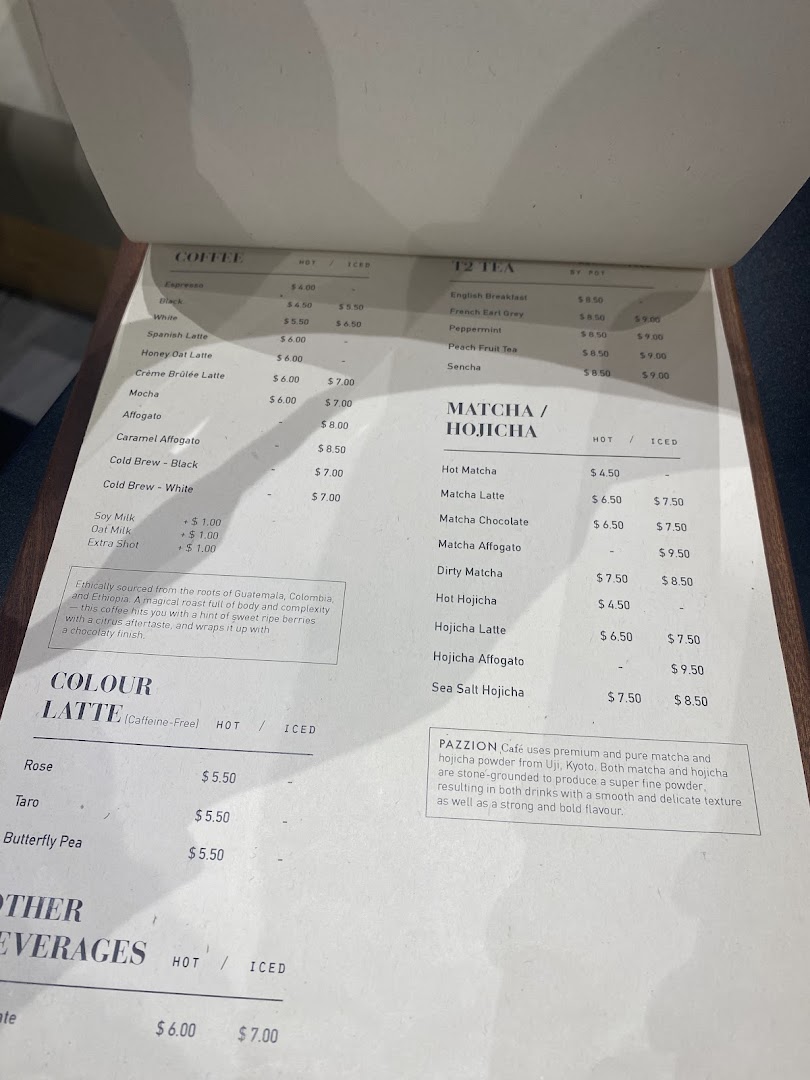 COFFEE HOT / ICED
Espresso $4.00 -
Black $4.50 $5.50
White $5.50 $6.50
Spanish Latte $6.00 -
Honey Oat Latte $6.00 -
Crème Brûlée Latte $6.00 $7.00
Mocha $6.00 $7.00
Affogato - $8.00
Caramel Affogato - $8.50
Cold Brew - Black - $7.00
Cold Brew - White - $7.00
Soy Milk + $1.00
Oat Milk + $1.00
Extra Shot + $1.00
Ethically sourced from the roots of Guatemala, Colombia,
and Ethiopia. A magical roast full of body and complexity
— this coffee hits you with a hint of sweet ripe berries
with a citrus aftertaste, and wraps it up with
a chocolaty finish.
COLOUR
LATTE (Caffeine-Free) HOT / ICED
Rose $5.50 -
Taro $5.50 -
Butterfly Pea $5.50 -
OTHER
BEVERAGES HOT / ICED
$6.00 $7.00
T2 TEA
BY POT
English Breakfast $8.50 -
French Earl Grey $8.50 $9.00
Peppermint $8.50 $9.00
Peach Fruit Tea $8.50 $9.00
Sencha $8.50 $9.00
MATCHA /
HOJICHA HOT / ICED
Hot Matcha $4.50 -
Matcha Latte $6.50 $7.50
Matcha Chocolate $6.50 $7.50
Matcha Affogato - $9.50
Dirty Matcha $7.50 $8.50
Hot Hojicha $4.50 -
Hojicha Latte $6.50 $7.50
Hojicha Affogato - $9.50
Sea Salt Hojicha $7.50 $8.50
PAZZION Café uses premium and pure matcha and
hojicha powder from Uji, Kyoto. Both matcha and hojicha
are stone-grounded to produce a super fine powder,
resulting in both drinks with a smooth and delicate texture
as well as a strong and bold flavour.